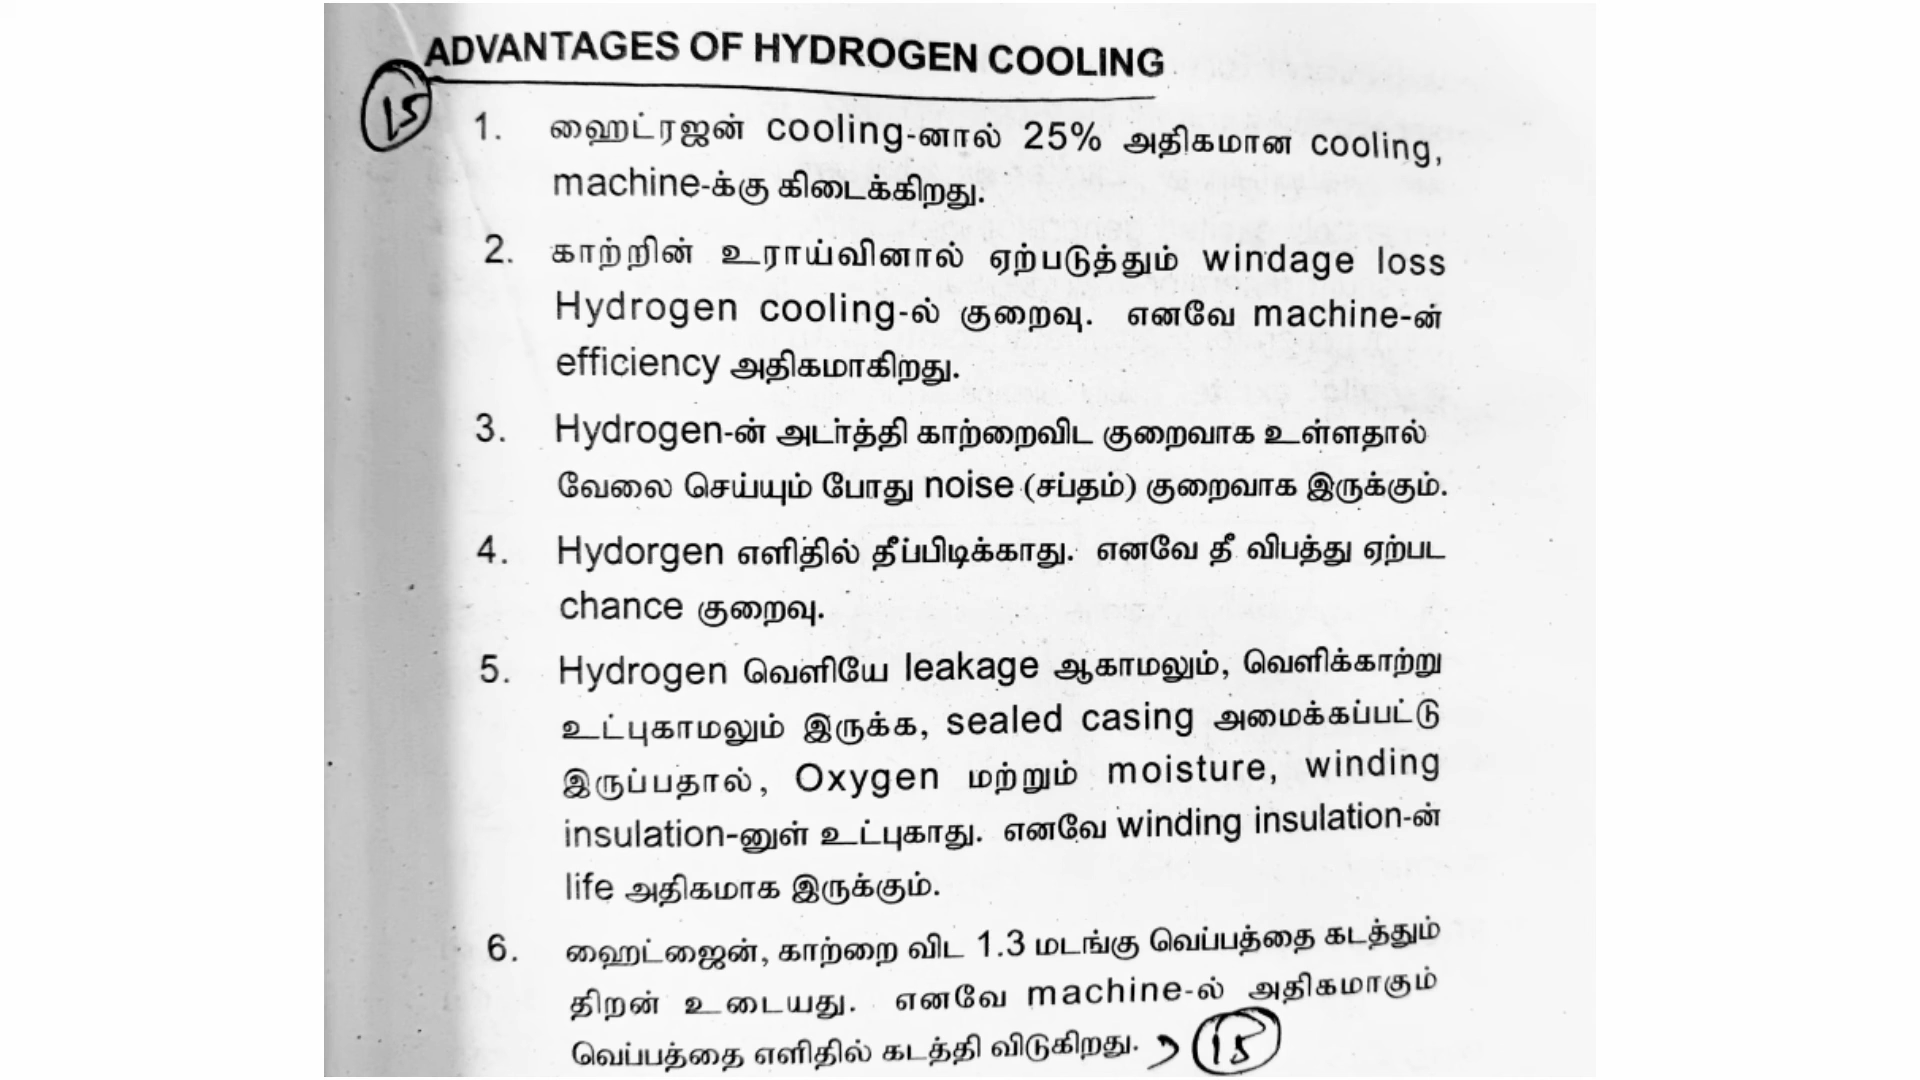 ADVANTAGES OF HYDROGEN COOLING
15
1. ஹைட்ரஜன் cooling-னால் 25% அதிகமான cooling,
machine-க்கு கிடைக்கிறது.
2. காற்றின் உராய்வினால் ஏற்படுத்தும் windage loss
Hydrogen cooling-ல் குறைவு. எனவே machine-ன்
efficiency அதிகமாகிறது.
3. Hydrogen-ன் அடர்த்தி காற்றைவிட குறைவாக உள்ளதால்
வேலை செய்யும் போது noise (சப்தம்) குறைவாக இருக்கும்.
4. Hydorgen எளிதில் தீப்பிடிக்காது. எனவே தீ விபத்து ஏற்பட
chance குறைவு.
5. Hydrogen வெளியே leakage ஆகாமலும், வெளிக்காற்று
உட்புகாமலும் இருக்க, sealed casing அமைக்கப்பட்டு
இருப்பதால், Oxygen மற்றும் moisture, winding
insulation-னுள் உட்புகாது. எனவே winding insulation-ன்
life அதிகமாக இருக்கும்.
6. ஹைட்ஜைன், காற்றை விட 1.3 மடங்கு வெப்பத்தை கடத்தும்
திறன் உடையது. எனவே machine-ல் அதிகமாகும்
வெப்பத்தை எளிதில் கடத்தி விடுகிறது. 15